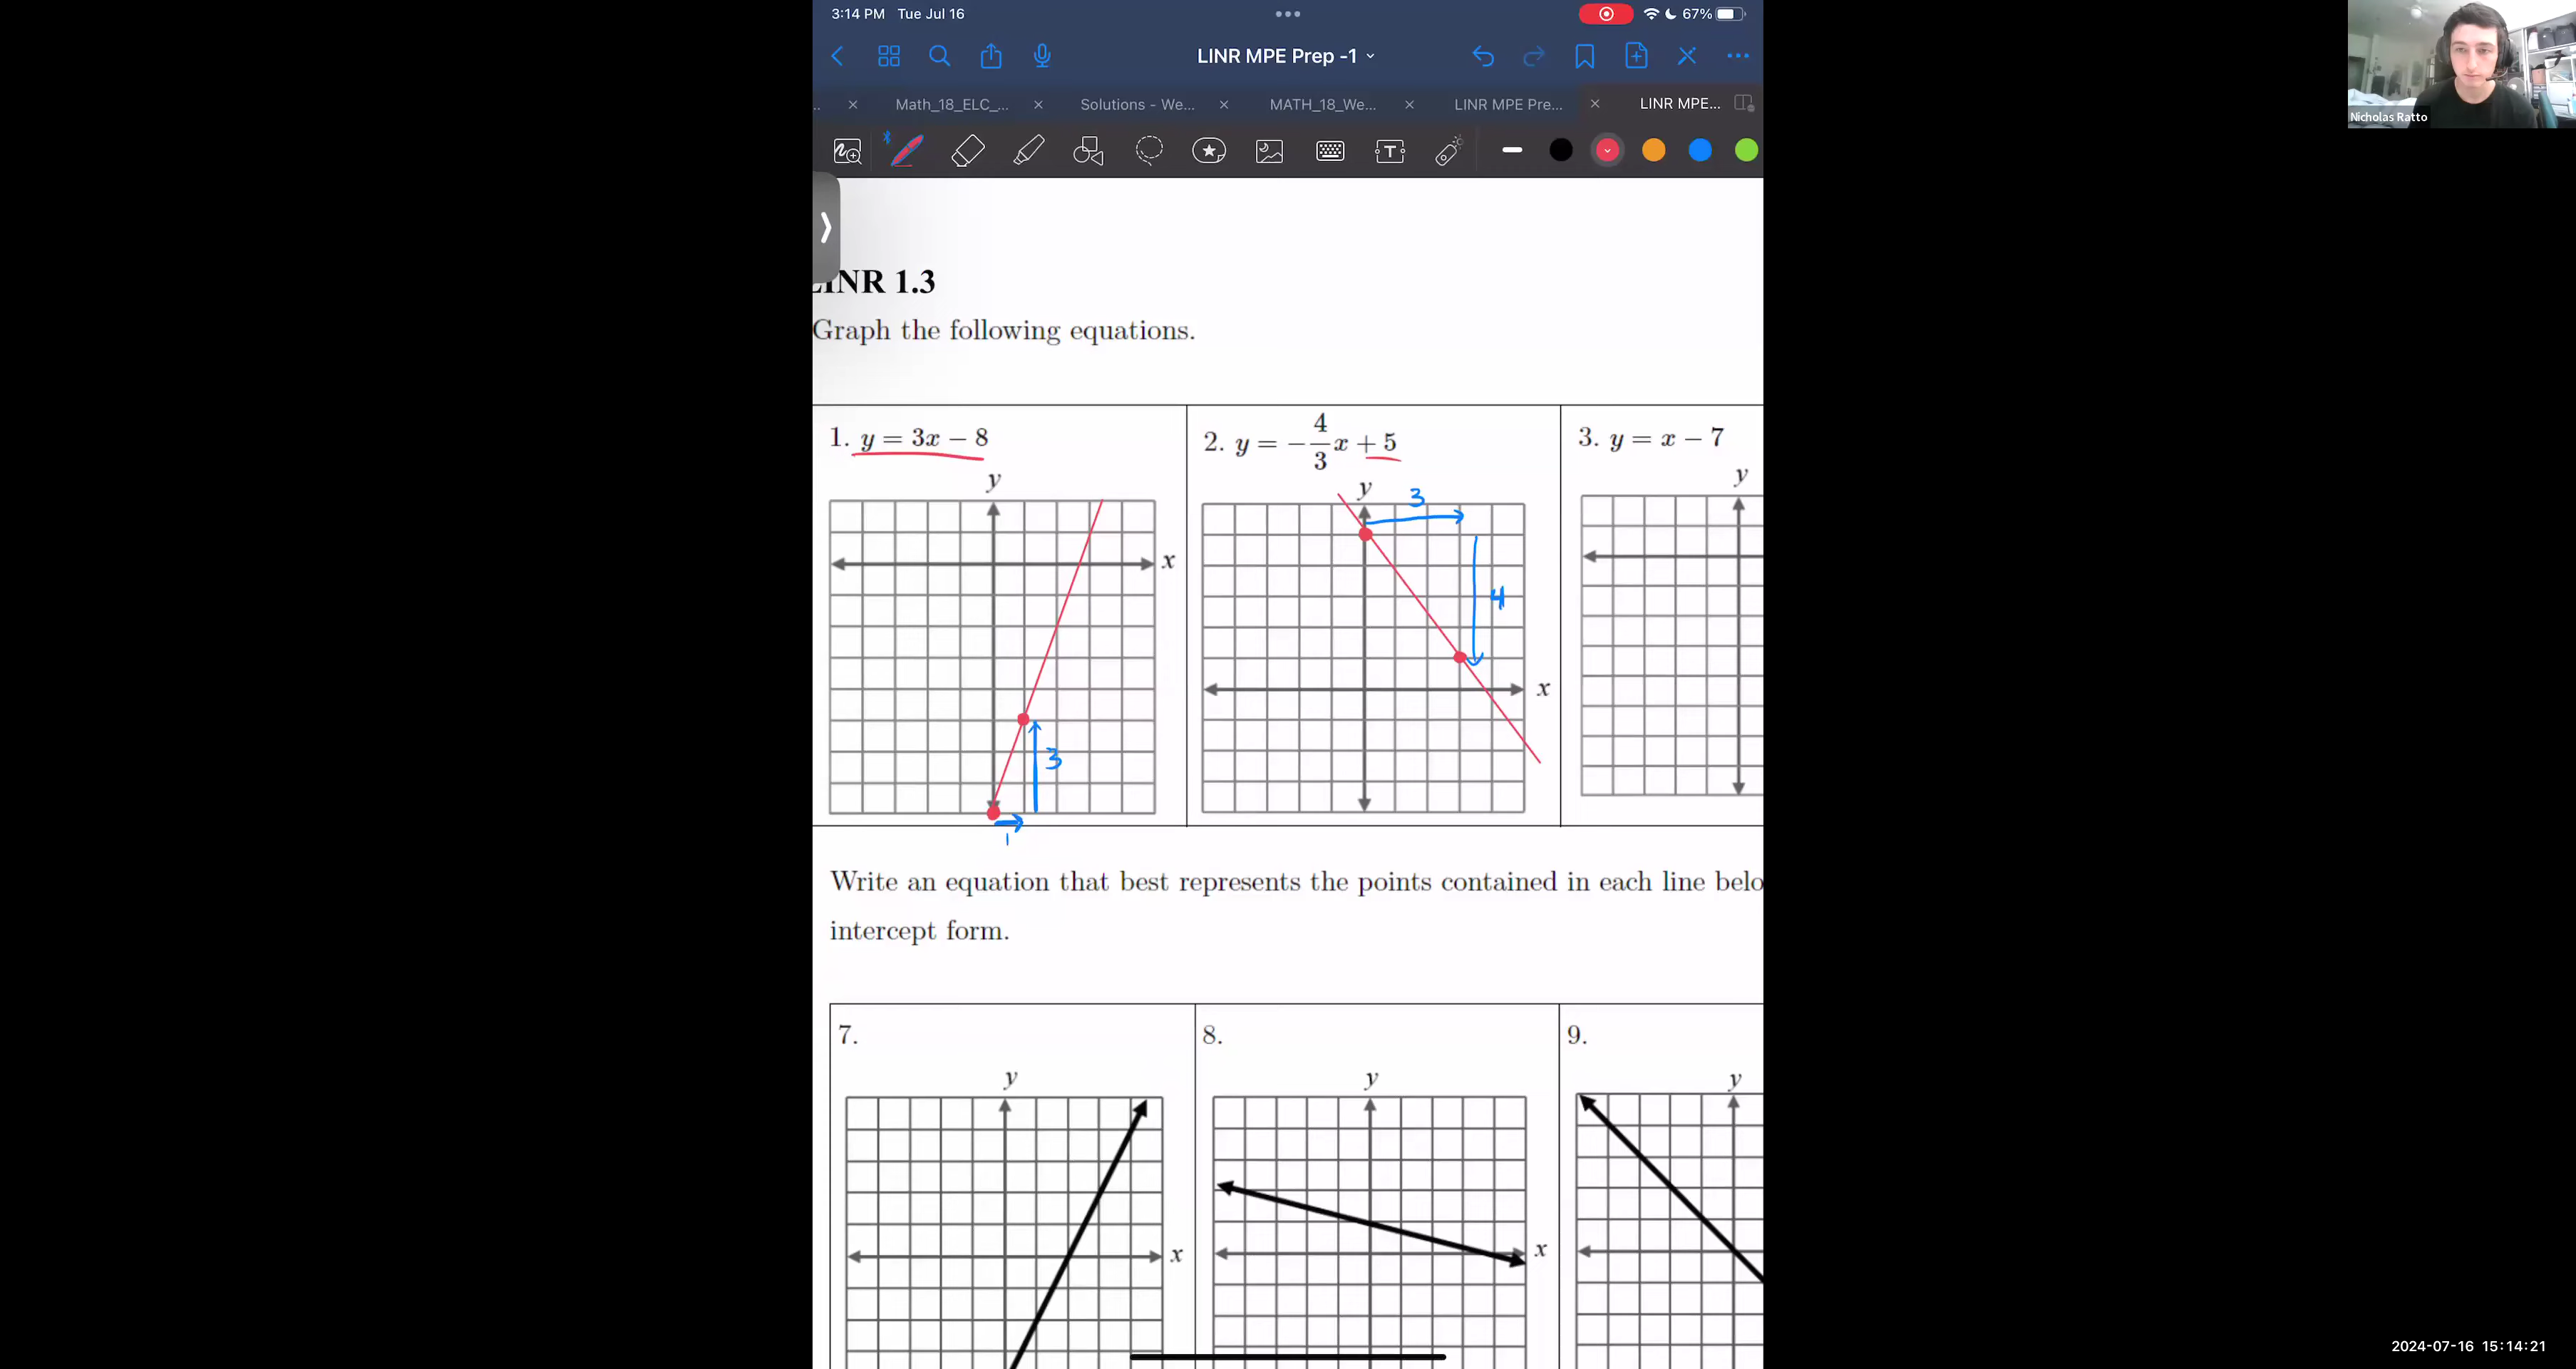 3:14 PM Tue Jul 16
67%
LINR MPE Prep -1
Math_18_ELC_...
Solutions - We...
MATH_18_We...
LINR MPE Pre...
LINR MPE...
Nicholas Ratto
LINR 1.3
Graph the following equations.
1. y = 3x − 8
2. y = −4/3 x + 5
3. y = x − 7
y
x
3
1
y
3
4
x
y
Write an equation that best represents the points contained in each line belo
intercept form.
7.
8.
9.
y
x
y
x
y
2024-07-16 15:14:21